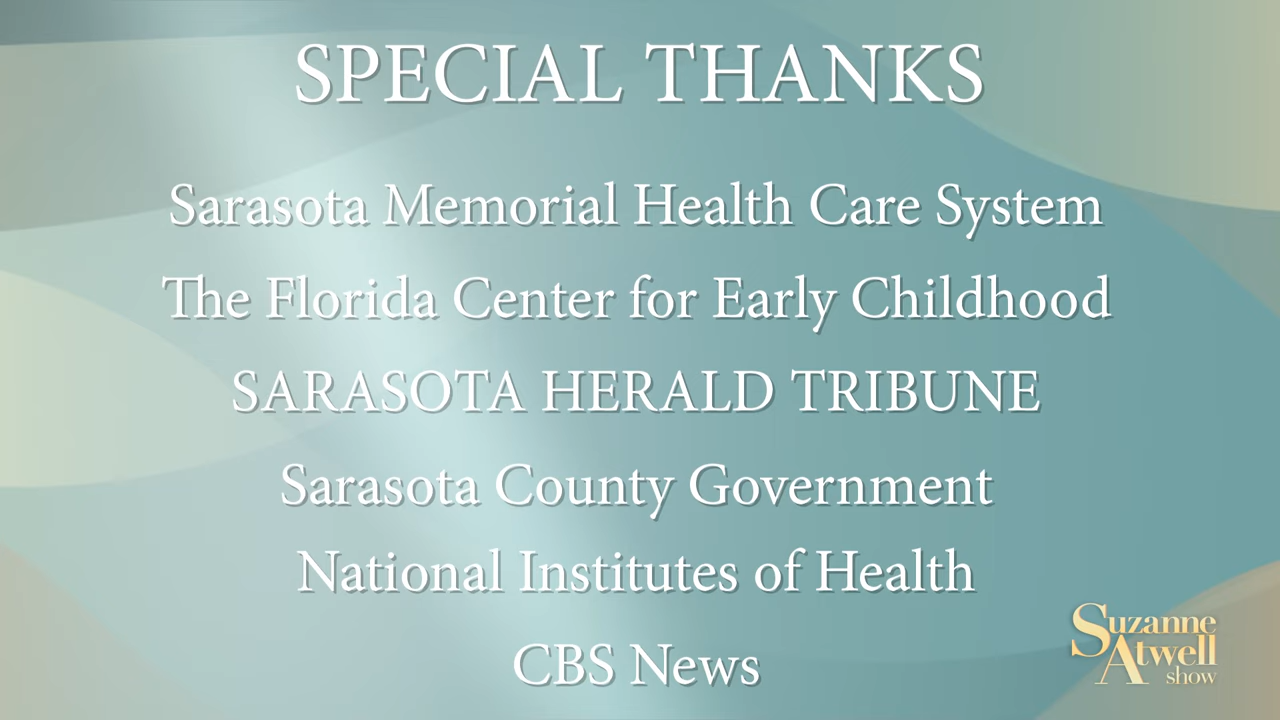 SPECIAL THANKS
Sarasota Memorial Health Care System
The Florida Center for Early Childhood
SARASOTA HERALD TRIBUNE
Sarasota County Government
National Institutes of Health
CBS News
Suzanne
Atwell
show